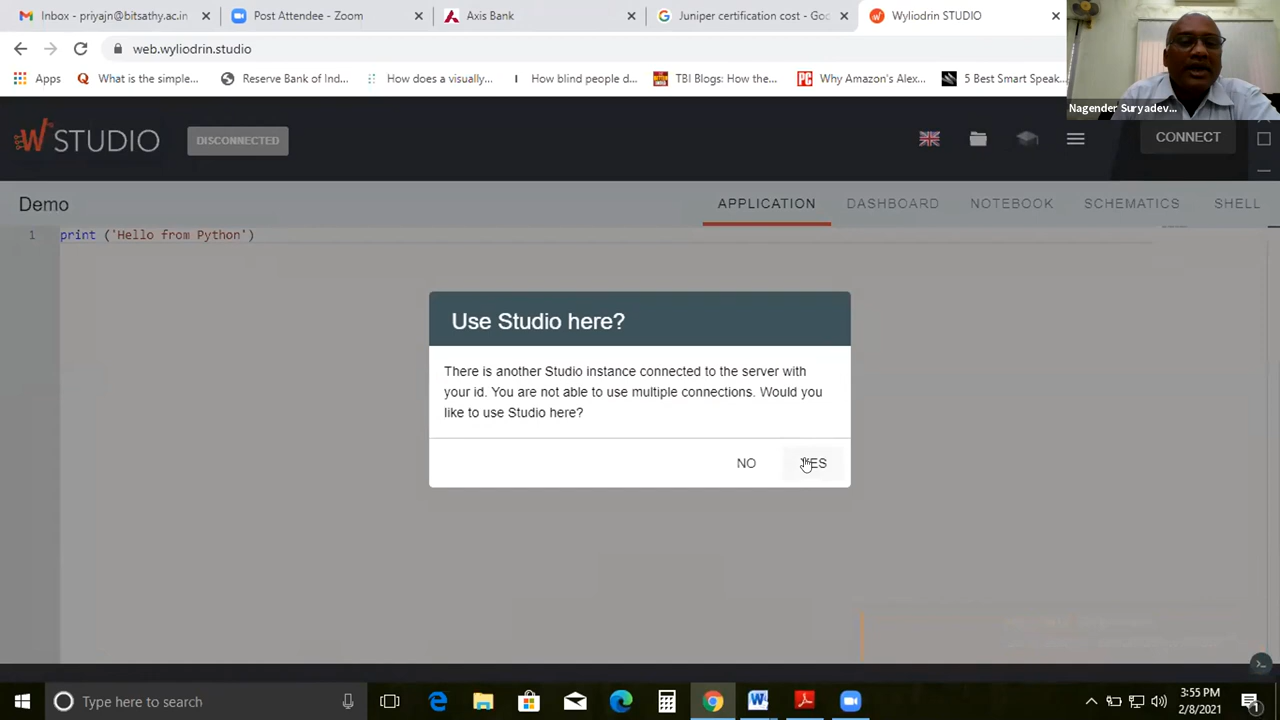 Inbox - priyajn@bitsathy.ac.in
Post Attendee - Zoom
Axis Bank
Juniper certification cost - Goo
Wyliodrin STUDIO
web.wyliodrin.studio
Apps
What is the simple...
Reserve Bank of Ind...
How does a visually...
How blind people d...
TBI Blogs: How the...
Why Amazon's Alex...
5 Best Smart Speak...
Nagender Suryadev...
STUDIO
DISCONNECTED
CONNECT
Demo
APPLICATION
DASHBOARD
NOTEBOOK
SCHEMATICS
SHELL
1 print ('Hello from Python')
Use Studio here?
There is another Studio instance connected to the server with
your id. You are not able to use multiple connections. Would you
like to use Studio here?
NO
YES
Type here to search
3:55 PM
2/8/2021
1